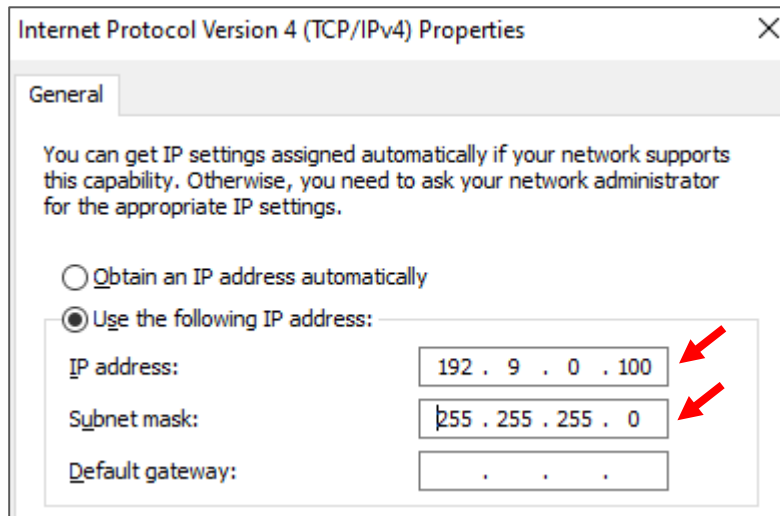 Internet Protocol Version 4 (TCP/IPv4) Properties
General
You can get IP settings assigned automatically if your network supports
this capability. Otherwise, you need to ask your network administrator
for the appropriate IP settings.
Obtain an IP address automatically
Use the following IP address:
IP address: 192 . 9 . 0 . 100
Subnet mask: 255 . 255 . 255 . 0
Default gateway: . . .